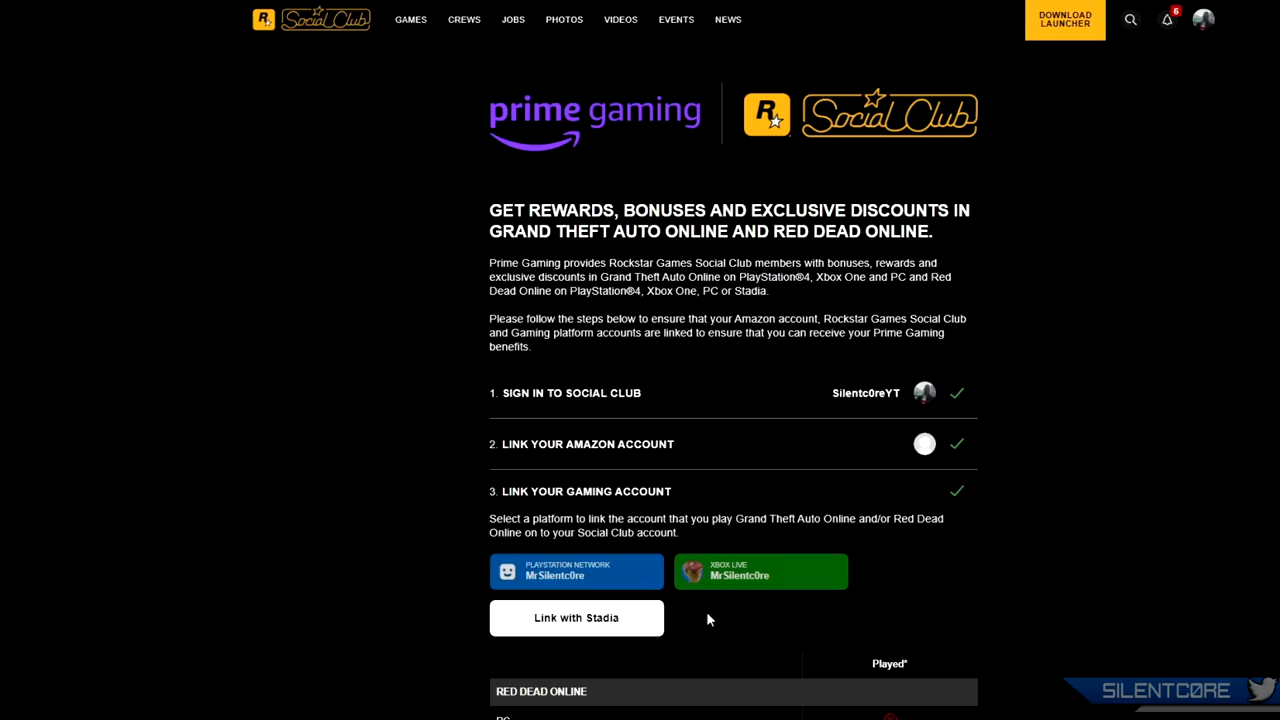 R Social Club GAMES CREWS JOBS PHOTOS VIDEOS EVENTS NEWS DOWNLOAD LAUNCHER 6
prime gaming R Social Club
GET REWARDS, BONUSES AND EXCLUSIVE DISCOUNTS IN
GRAND THEFT AUTO ONLINE AND RED DEAD ONLINE.
Prime Gaming provides Rockstar Games Social Club members with bonuses, rewards and
exclusive discounts in Grand Theft Auto Online on PlayStation®4, Xbox One and PC and Red
Dead Online on PlayStation®4, Xbox One, PC or Stadia.
Please follow the steps below to ensure that your Amazon account, Rockstar Games Social Club
and Gaming platform accounts are linked to ensure that you can receive your Prime Gaming
benefits.
1. SIGN IN TO SOCIAL CLUB Silentc0reYT
2. LINK YOUR AMAZON ACCOUNT
3. LINK YOUR GAMING ACCOUNT
Select a platform to link the account that you play Grand Theft Auto Online and/or Red Dead
Online on to your Social Club account.
PLAYSTATION NETWORK
MrSilentc0re
XBOX LIVE
MrSilentc0re
Link with Stadia
Played*
RED DEAD ONLINE
PC
SILENTC0RE